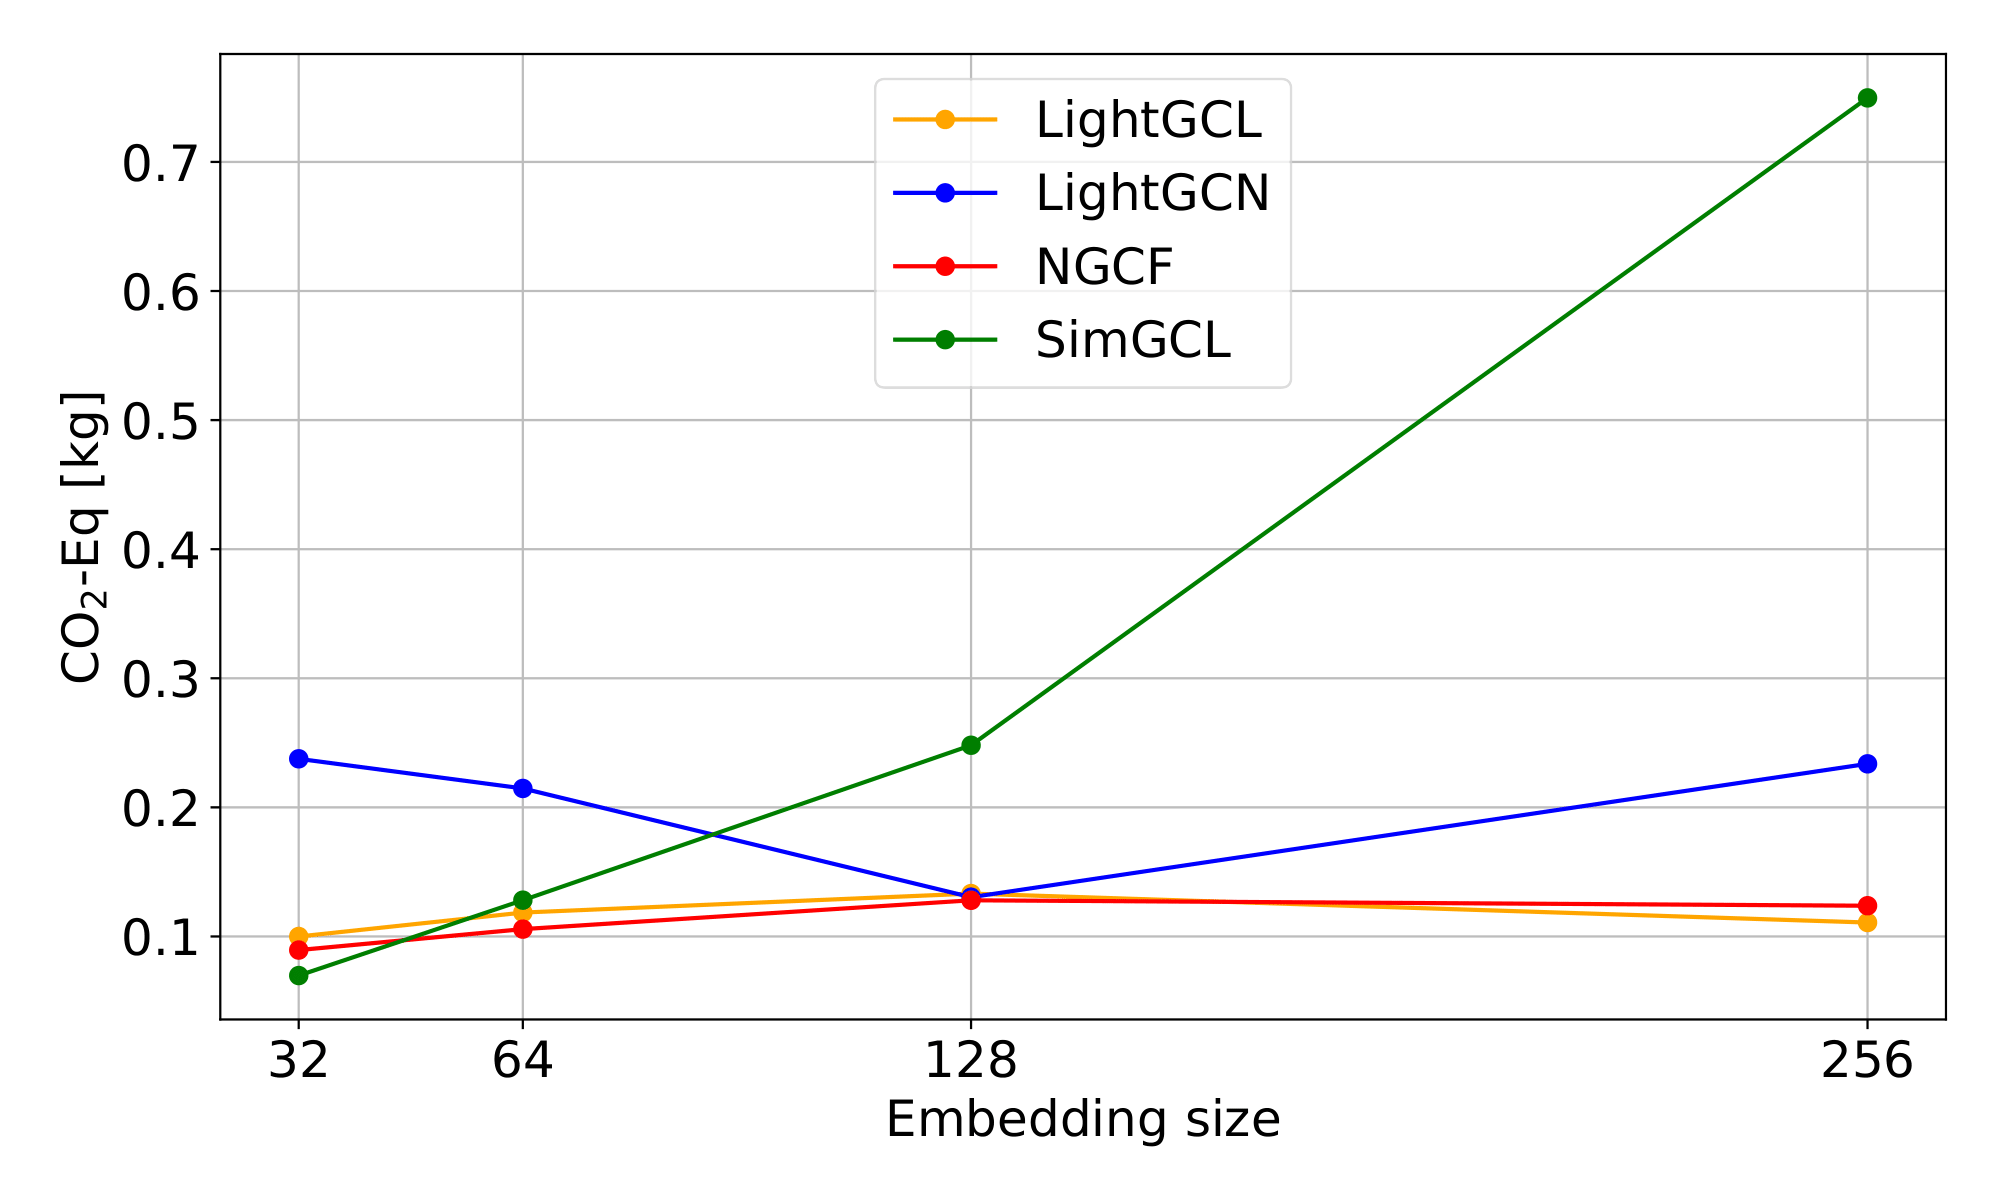 LightGCL
LightGCN
NGCF
SimGCL
CO₂-Eq [kg]
0.7
0.6
0.5
0.4
0.3
0.2
0.1
32 64 128 256
Embedding size